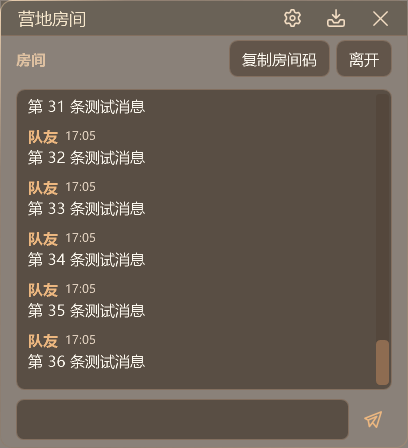 营地房间
房间
复制房间码
离开
第 31 条测试消息
队友 17:05
第 32 条测试消息
队友 17:05
第 33 条测试消息
队友 17:05
第 34 条测试消息
队友 17:05
第 35 条测试消息
队友 17:05
第 36 条测试消息